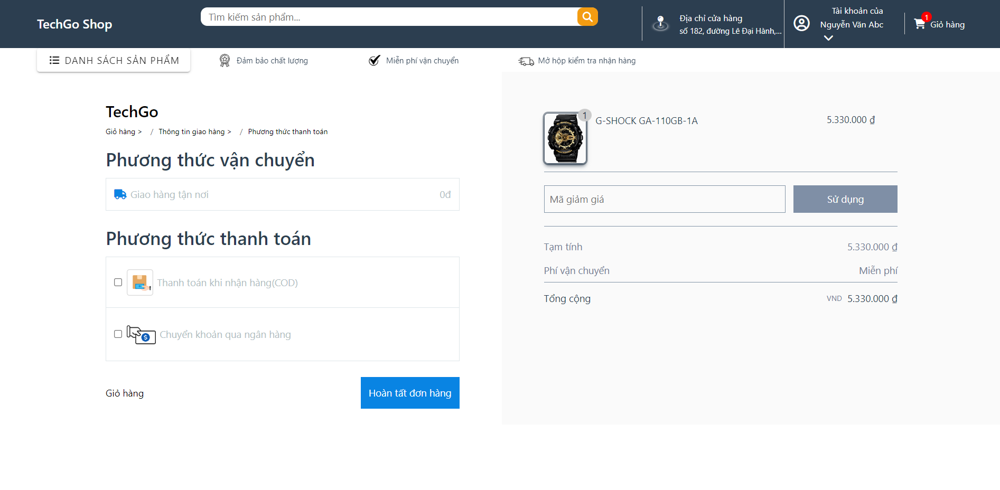 TechGo Shop
Tìm kiếm sản phẩm...
Địa chỉ cửa hàng
số 182, đường Lê Đại Hành,...
Tài khoản của
Nguyễn Văn Abc
1
Giỏ hàng
DANH SÁCH SẢN PHẨM
Đảm bảo chất lượng
Miễn phí vận chuyển
Mở hộp kiểm tra nhận hàng
TechGo
Giỏ hàng > / Thông tin giao hàng > / Phương thức thanh toán
Phương thức vận chuyển
Giao hàng tận nơi 0đ
Phương thức thanh toán
Thanh toán khi nhận hàng(COD)
Chuyển khoản qua ngân hàng
Giỏ hàng
Hoàn tất đơn hàng
1
G-SHOCK GA-110GB-1A 5.330.000 ₫
Mã giảm giá
Sử dụng
Tạm tính 5.330.000 ₫
Phí vận chuyển Miễn phí
Tổng cộng VND 5.330.000 ₫